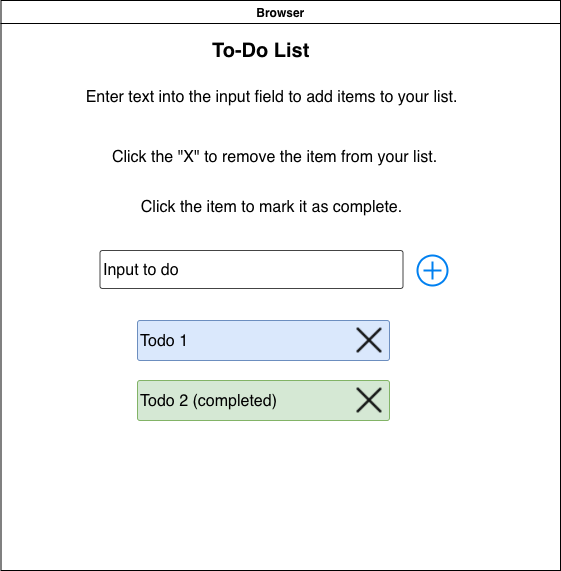 Browser
To-Do List
Enter text into the input field to add items to your list.
Click the "X" to remove the item from your list.
Click the item to mark it as complete.
Input to do
Todo 1
Todo 2 (completed)